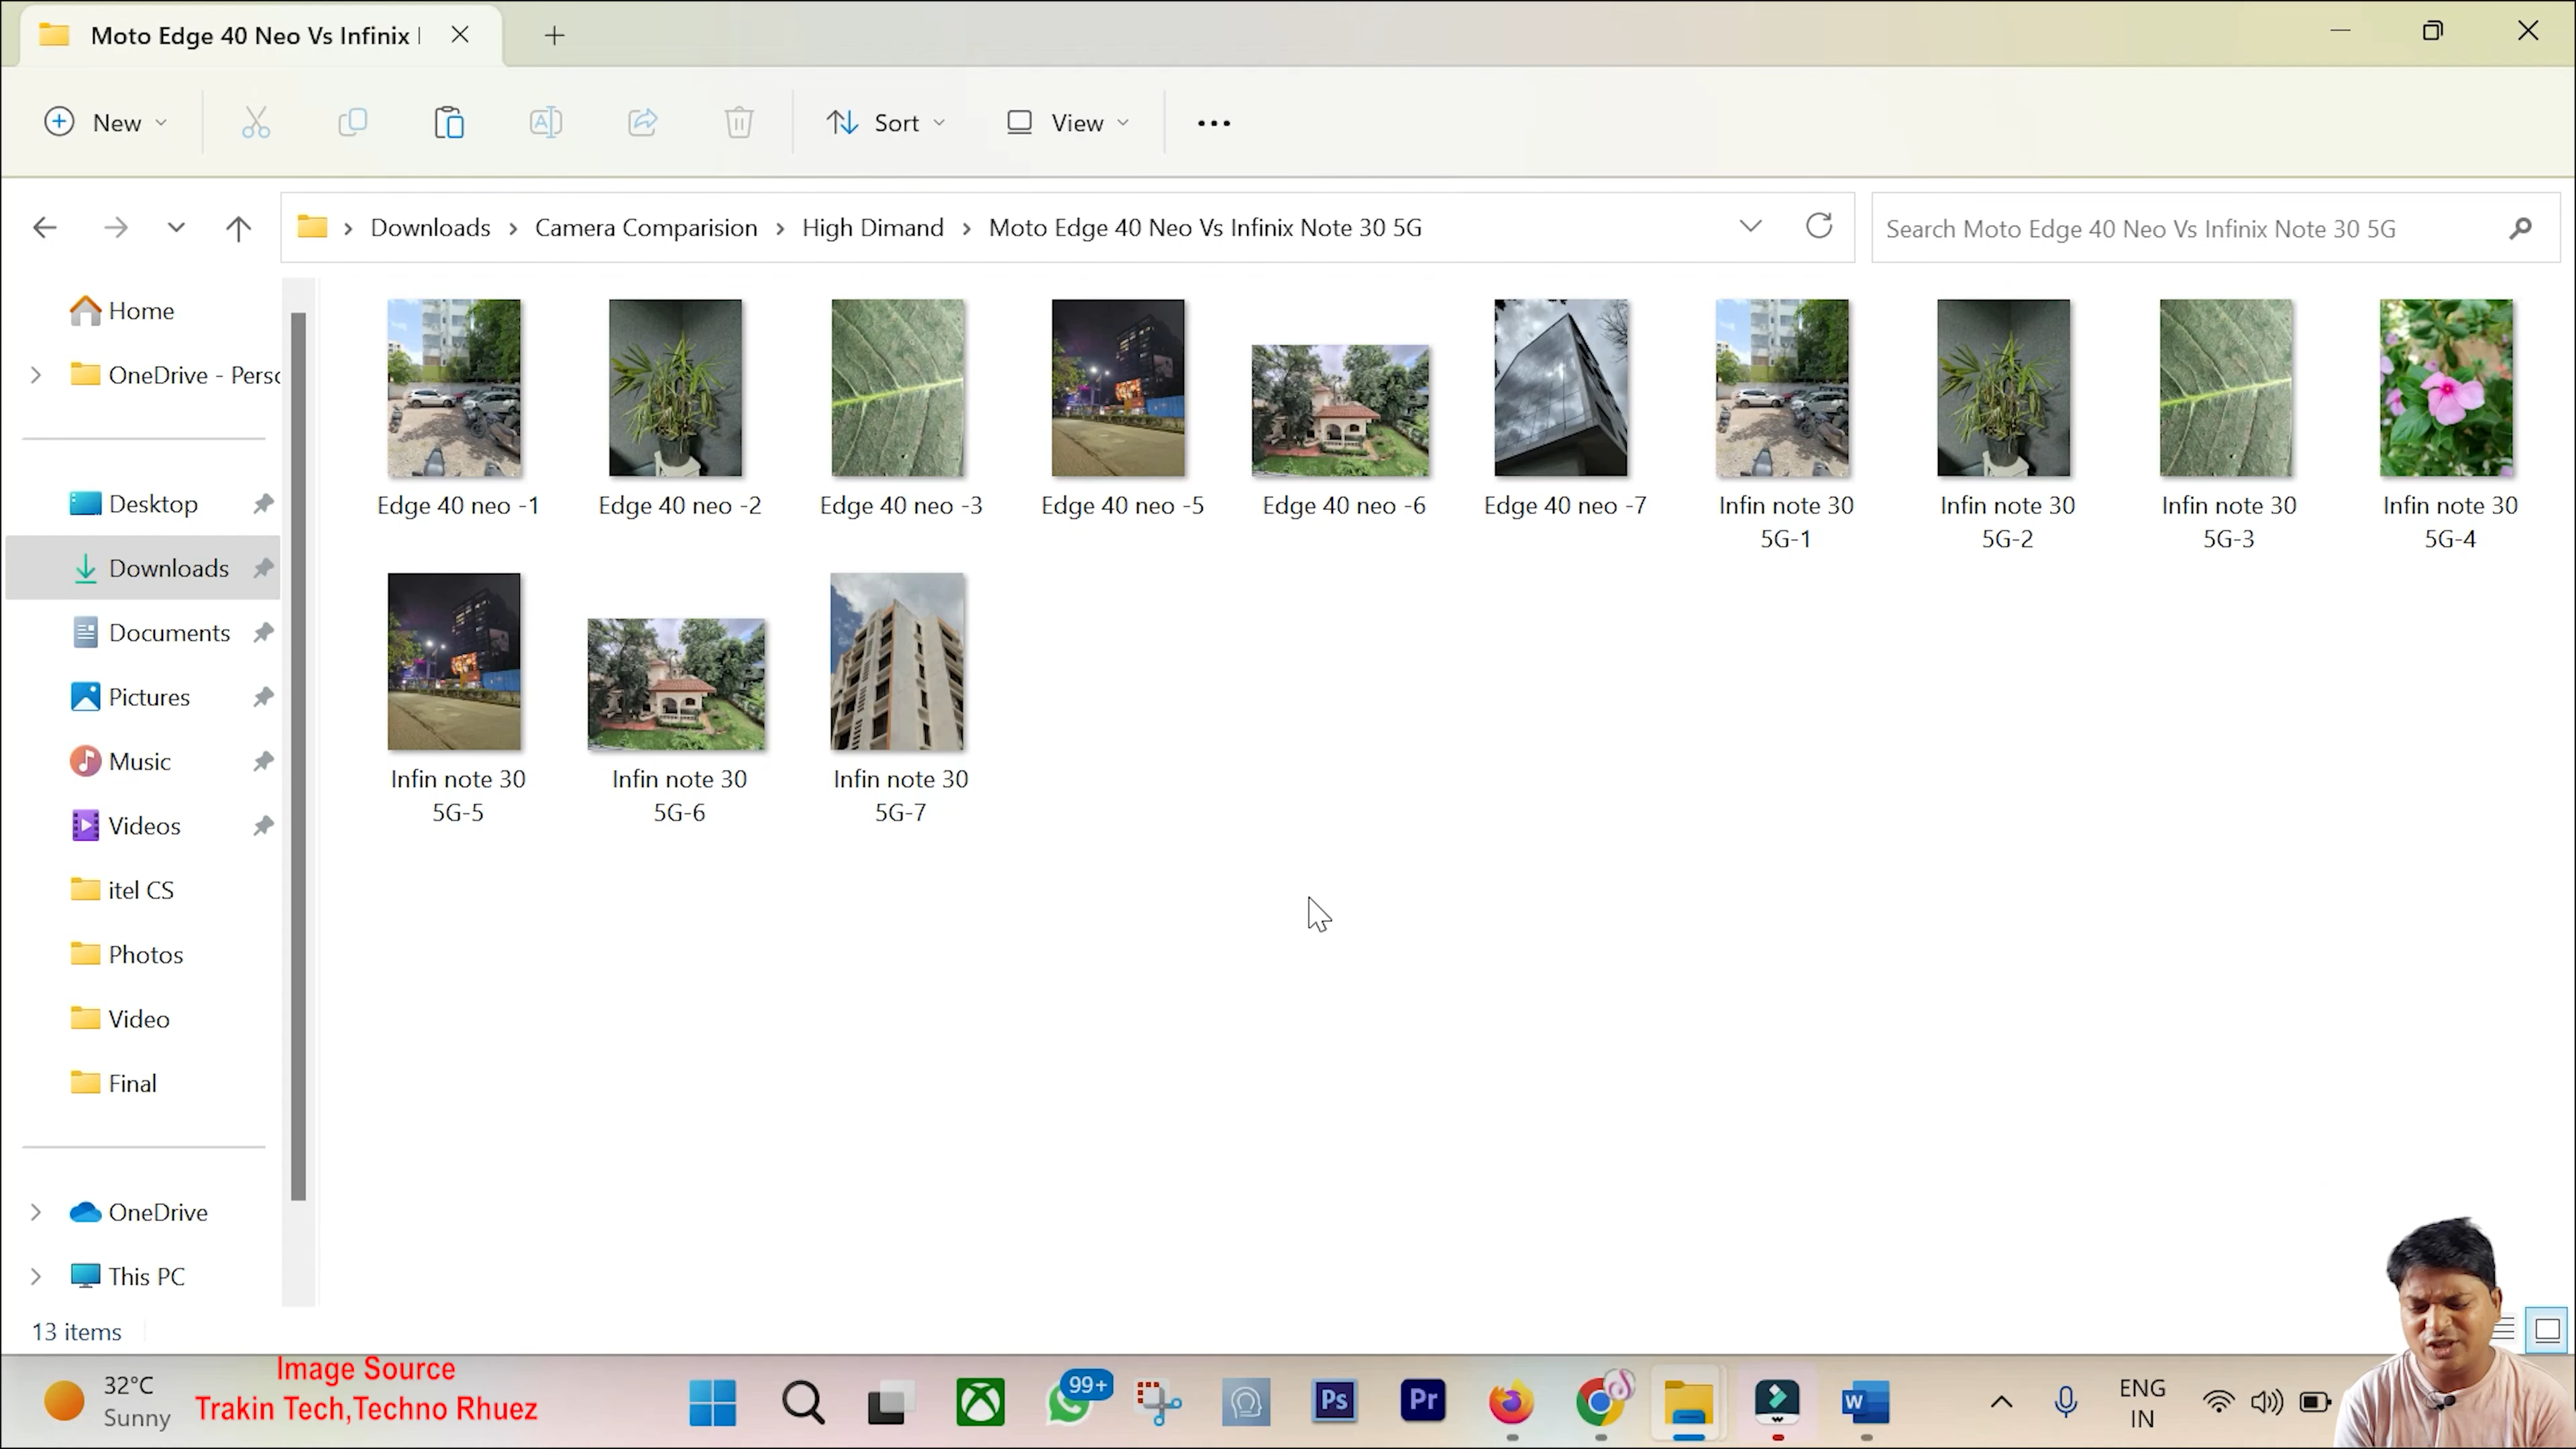 Moto Edge 40 Neo Vs Infinix
New
Sort
View
Downloads
Camera Comparision
High Dimand
Moto Edge 40 Neo Vs Infinix Note 30 5G
Search Moto Edge 40 Neo Vs Infinix Note 30 5G
Home
OneDrive - Perso
Desktop
Downloads
Documents
Pictures
Music
Videos
itel CS
Photos
Video
Final
OneDrive
This PC
Edge 40 neo -1
Edge 40 neo -2
Edge 40 neo -3
Edge 40 neo -5
Edge 40 neo -6
Edge 40 neo -7
Infin note 30
5G-1
Infin note 30
5G-2
Infin note 30
5G-3
Infin note 30
5G-4
Infin note 30
5G-5
Infin note 30
5G-6
Infin note 30
5G-7
13 items
32°C
Sunny
Image Source
Trakin Tech,Techno Rhuez
99+
Ps
Pr
W
ENG
IN